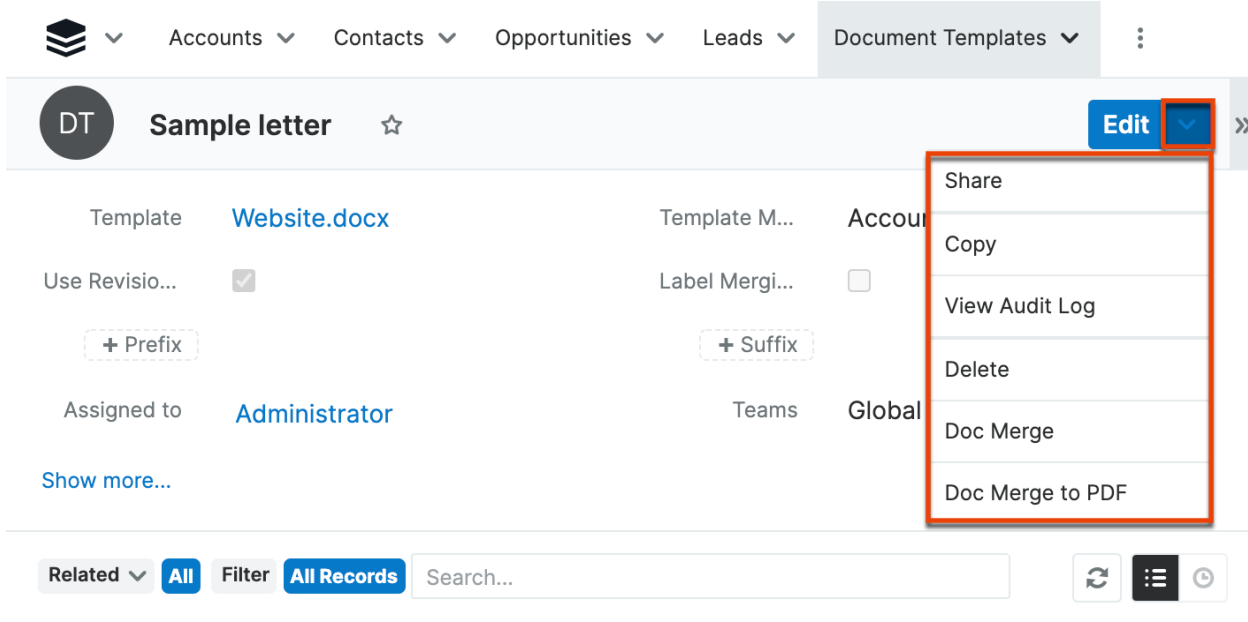 Accounts Contacts Opportunities Leads Document Templates
DT Sample letter Edit
Share
Template Website.docx Template M... Accou
Copy
Use Revisio... Label Mergi...
View Audit Log
+ Prefix + Suffix
Delete
Assigned to Administrator Teams Global
Doc Merge
Show more...
Doc Merge to PDF
Related All Filter All Records Search...